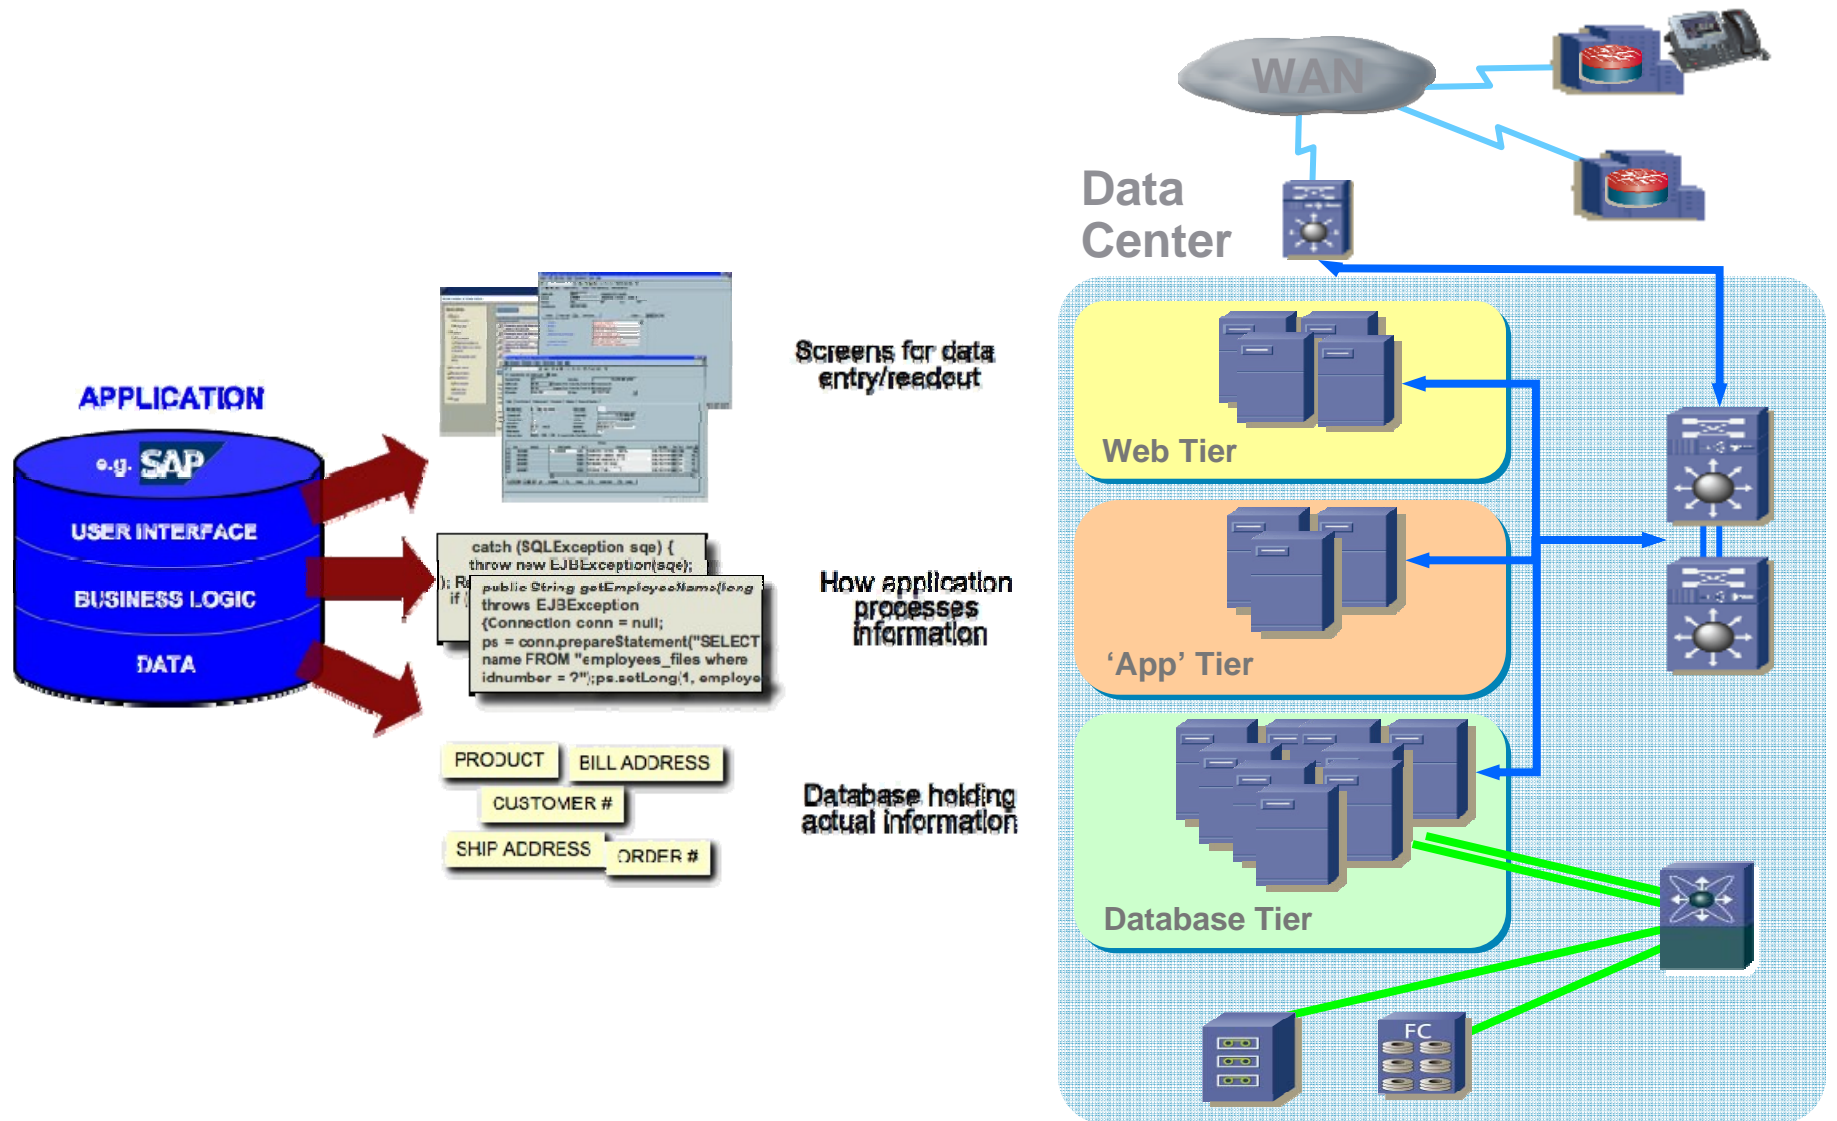 APPLICATION
e.g. SAP
USER INTERFACE
BUSINESS LOGIC
DATA
Screens for data
entry/readout
catch (SQLException sqe) {
throw new EJBException(sqe);
if (
public String getEmployeeName(long
throws EJBException
{Connection conn = null;
ps = conn.prepareStatement("SELECT
name FROM "employees_files where
idnumber = ?");ps.setLong(1, employe
How application
processes
information
PRODUCT
BILL ADDRESS
CUSTOMER #
SHIP ADDRESS
ORDER #
Database holding
actual information
WAN
Data
Center
Web Tier
‘App’ Tier
Database Tier
FC